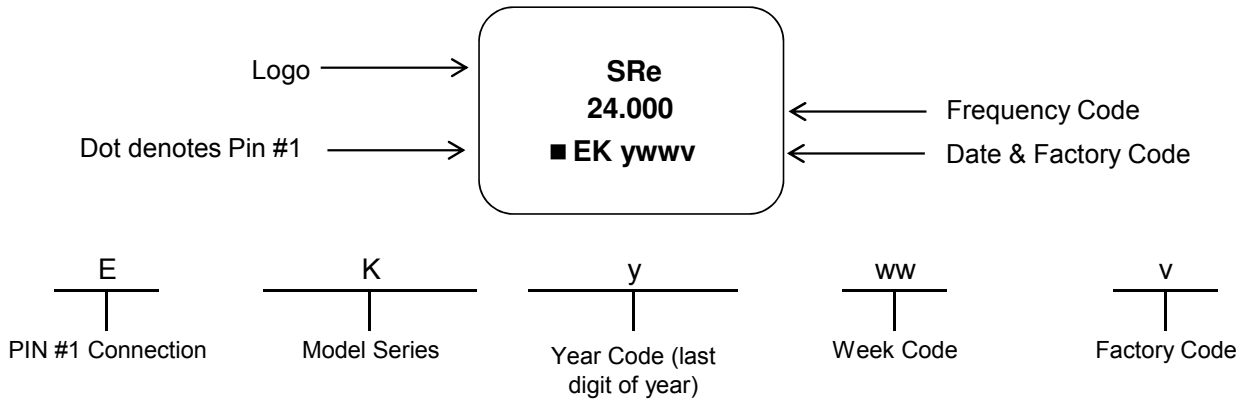 Logo
SRe
24.000
Frequency Code
Dot denotes Pin #1
■ EK ywwv
Date & Factory Code
E K y ww v
PIN #1 Connection Model Series Year Code (last digit of year) Week Code Factory Code